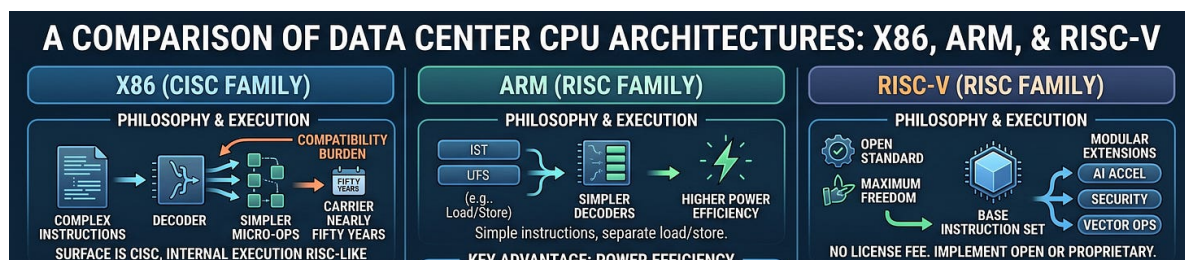 A COMPARISON OF DATA CENTER CPU ARCHITECTURES: X86, ARM, & RISC-V
X86 (CISC FAMILY)
PHILOSOPHY & EXECUTION
COMPATIBILITY
BURDEN
FIFTY
YEARS
COMPLEX
INSTRUCTIONS
DECODER
SIMPLER
MICRO-OPS
CARRIER
NEARLY
FIFTY YEARS
SURFACE IS CISC, INTERNAL EXECUTION RISC-LIKE
ARM (RISC FAMILY)
PHILOSOPHY & EXECUTION
IST
UFS
(e.g..
Load/Store)
SIMPLER
DECODERS
HIGHER POWER
EFFICIENCY
Simple instructions, separate load/store.
KEY ADVANTAGE: POWER EFFICIENCY
RISC-V (RISC FAMILY)
PHILOSOPHY & EXECUTION
OPEN
STANDARD
MAXIMUM
FREEDOM
BASE
INSTRUCTION SET
MODULAR
EXTENSIONS
AI ACCEL
SECURITY
VECTOR OPS
NO LICENSE FEE. IMPLEMENT OPEN OR PROPRIETARY.